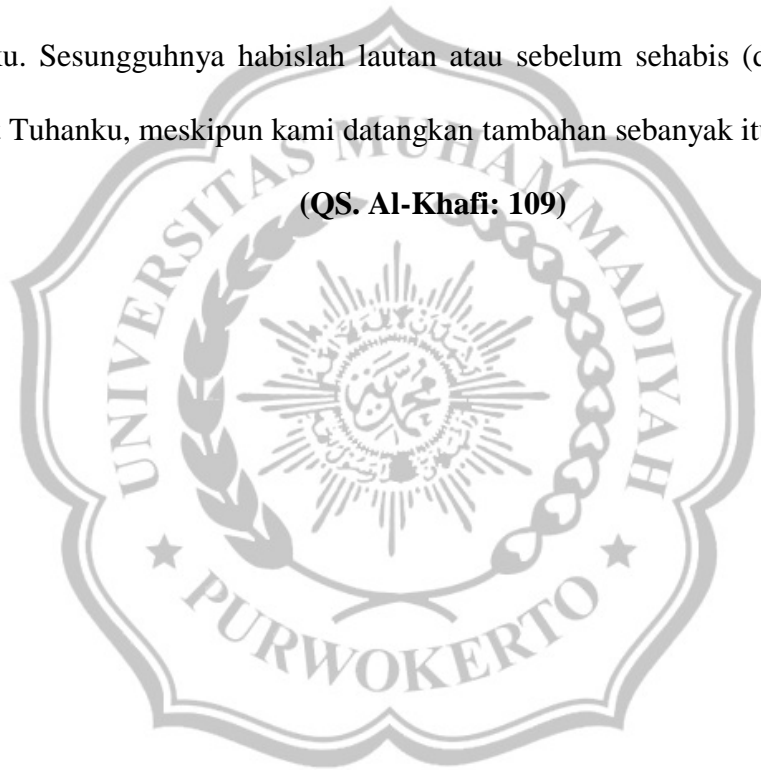 ku. Sesungguhnya habislah lautan atau sebelum sehabis (
Tuhanku, meskipun kami datangkan tambahan sebanyak itu
(QS. Al-Khafi: 109)
UNIVERSITAS MUHAMMADIYAH
PURWOKERTO